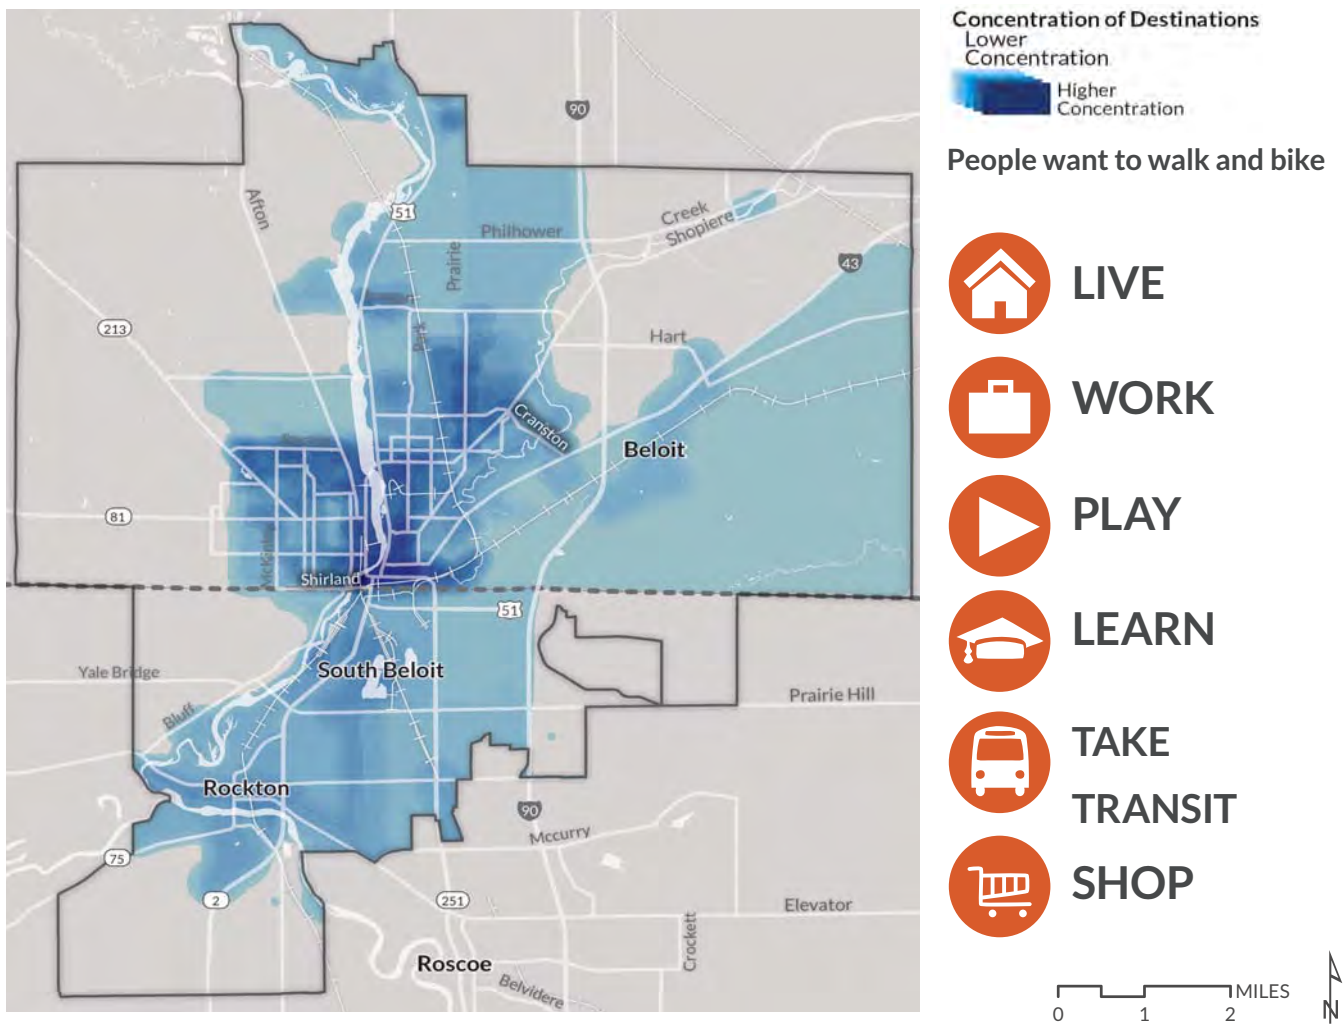 Concentration of Destinations
Lower
Concentration
Higher
Concentration
People want to walk and bike
LIVE
WORK
PLAY
LEARN
TAKE
TRANSIT
SHOP
MILES
0
1
2
N
90
Afton
51
Creek
Shopiere
Philhower
Prairie
43
213
Park
Hart
Cranston
Beloit
81
McKinley
Shirland
51
South Beloit
Yale Bridge
Bluff
Prairie Hill
Rockton
90
Mccurry
75
2
251
Elevator
Crockett
Roscoe
Belvidere